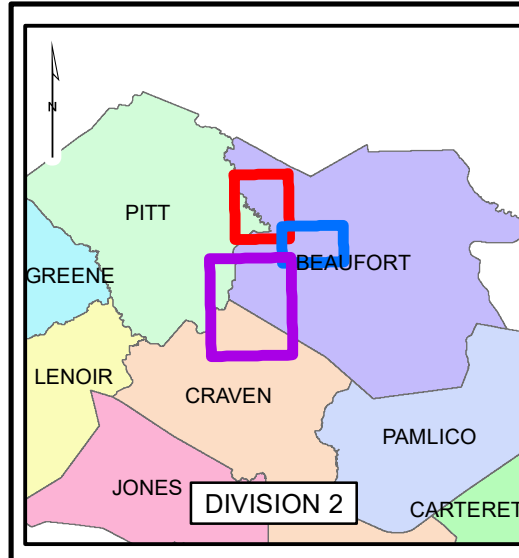 N
PITT
BEAUFORT
GREENE
LENOIR
CRAVEN
PAMLICO
JONES
DIVISION 2
CARTERET